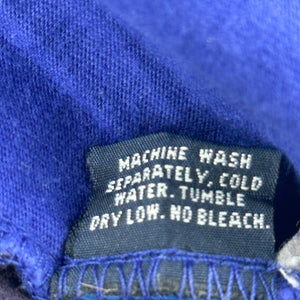 MACHINE WASH
SEPARATELY, COLD
WATER. TUMBLE
DRY LOW. NO BLEACH.